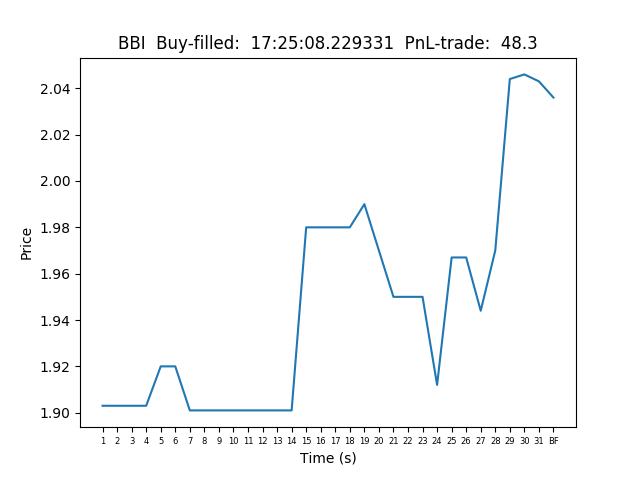 BBI  Buy-filled:  17:25:08.229331  PnL-trade:  48.3
Price
2.04
2.02
2.00
1.98
1.96
1.94
1.92
1.90
1 2 3 4 5 6 7 8 9 10 11 12 13 14 15 16 17 18 19 20 21 22 23 24 25 26 27 28 29 30 31 BF
Time (s)